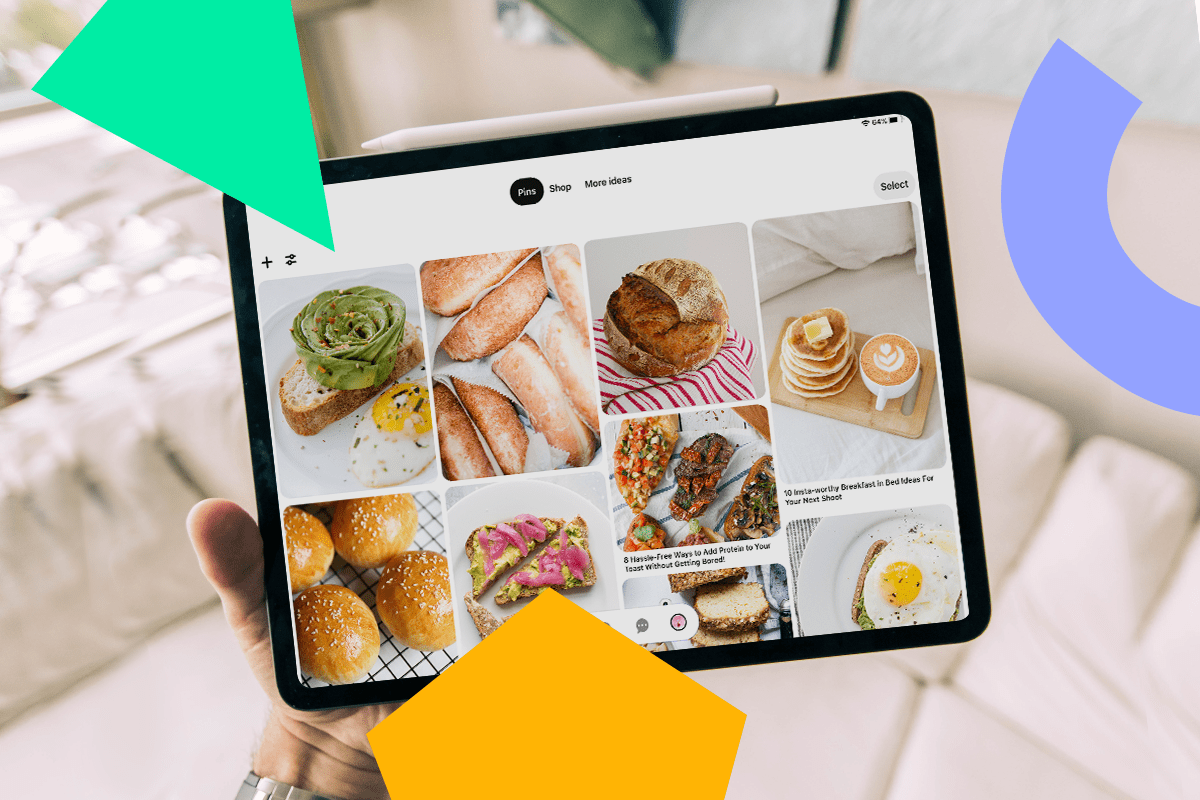 64%
Pins Shop More ideas
Select
10 Insta-worthy Breakfast in Bed Ideas For
Your Next Shoot
8 Hassle-Free Ways to Add Protein to Your
Toast Without Getting Bored!